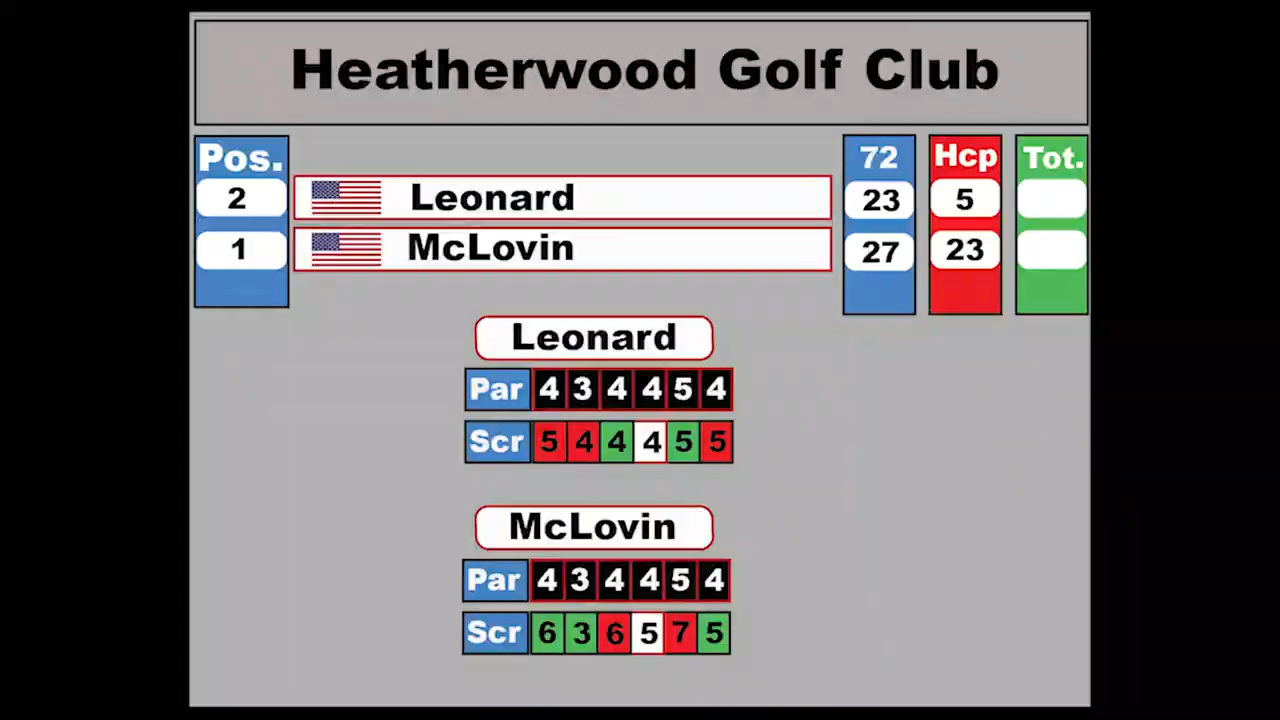 Heatherwood Golf Club
Pos. 72 Hcp Tot.
2 Leonard 23 5
1 McLovin 27 23
Leonard
Par 4 3 4 4 5 4
Scr 5 4 4 4 5 5
McLovin
Par 4 3 4 4 5 4
Scr 6 3 6 5 7 5